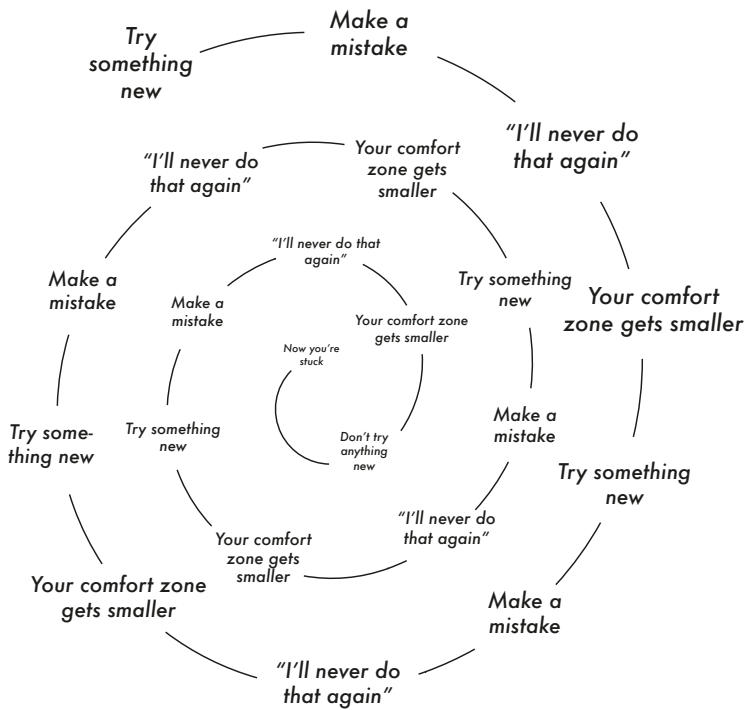 Try
something
new
Make a
mistake
“I’ll never do
that again”
Your comfort
zone gets smaller
Try something
new
Make a
mistake
“I’ll never do
that again”
Your comfort zone
gets smaller
Try some-
thing new
Make a
mistake
“I’ll never do
that again”
Your comfort
zone gets
smaller
Try something
new
Make a
mistake
“I’ll never do
that again”
Your comfort
zone gets
smaller
Try something
new
Make a
mistake
“I’ll never do that
again”
Your comfort zone
gets smaller
Don’t try
anything
new
Now you’re
stuck